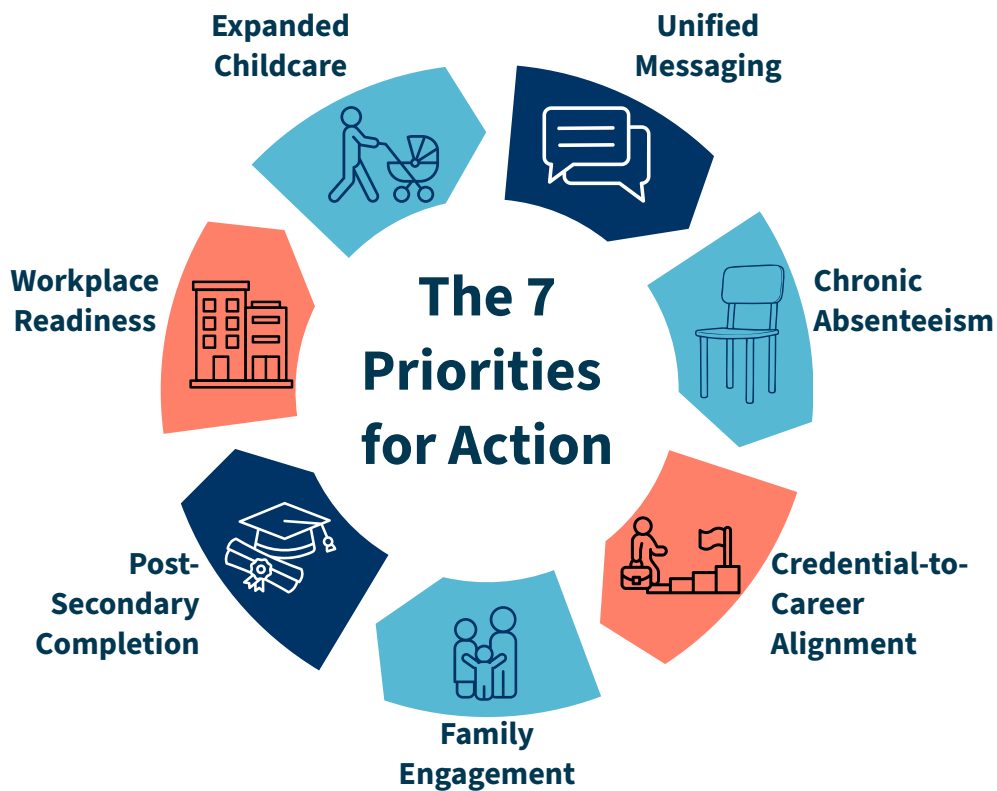 Expanded
Childcare
Unified
Messaging
Workplace
Readiness
The 7
Priorities
for Action
Chronic
Absenteeism
Post-
Secondary
Completion
Credential-to-
Career
Alignment
Family
Engagement